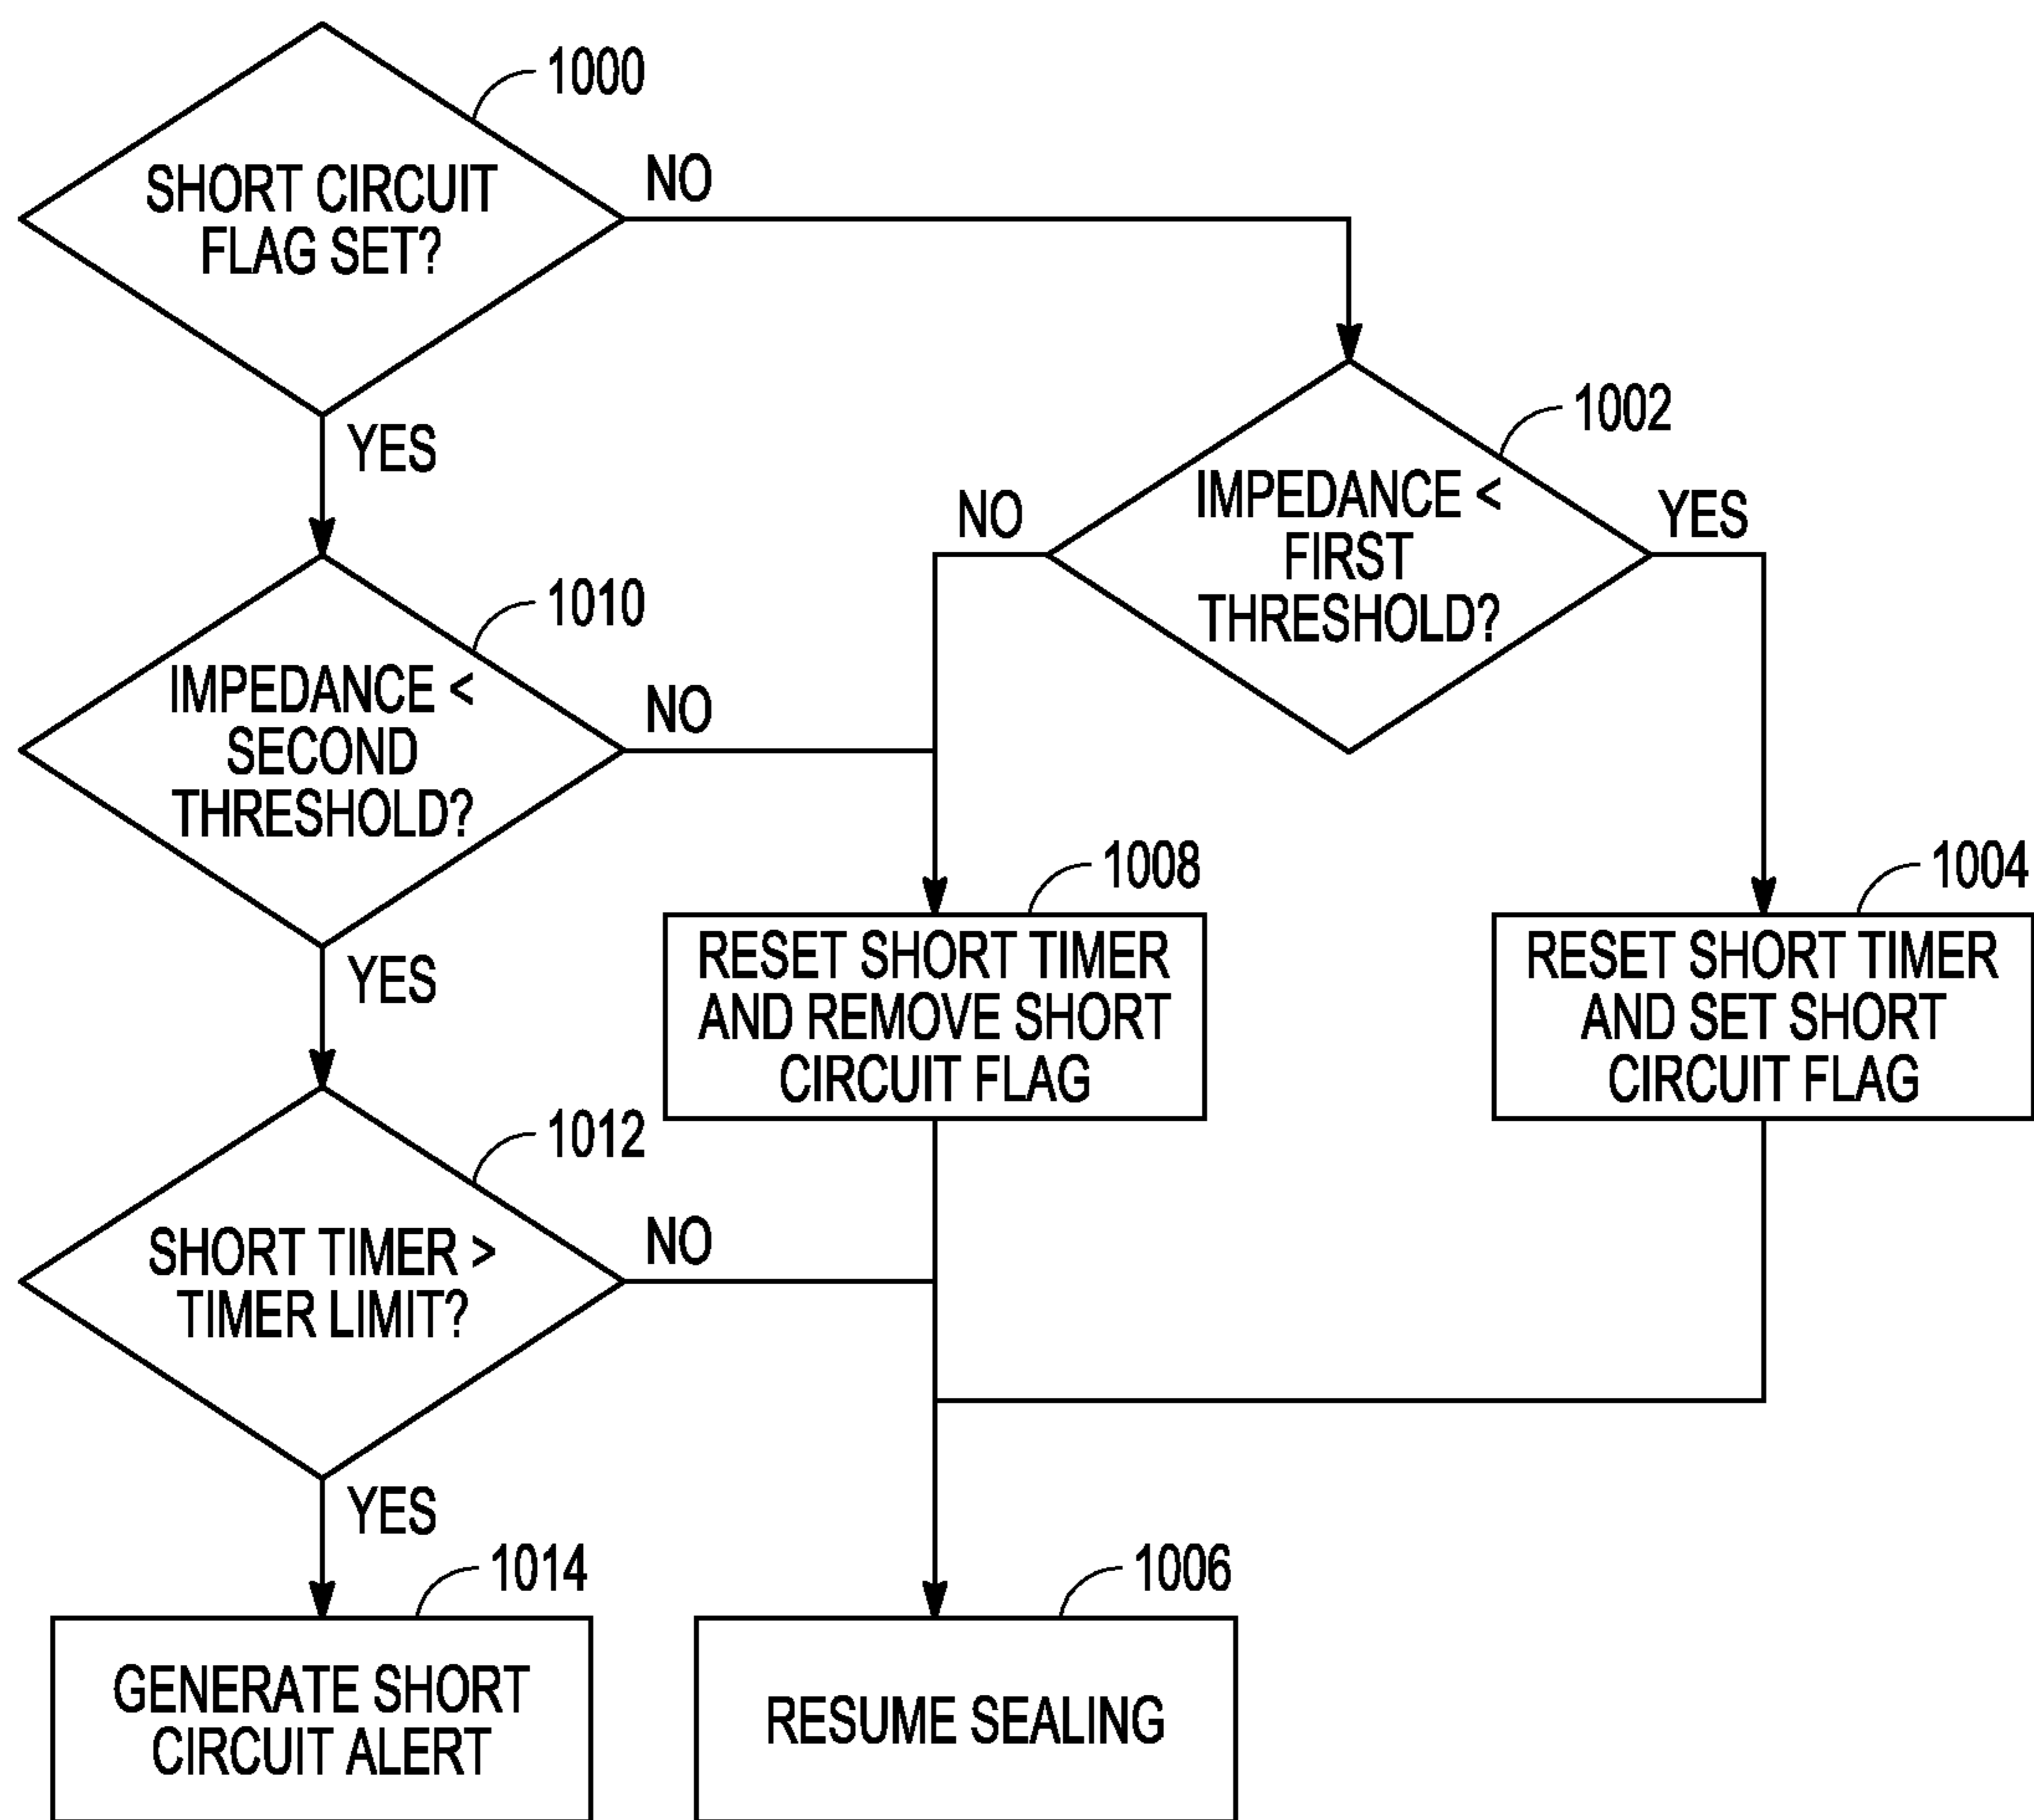 1000
SHORT CIRCUIT
FLAG SET?
NO
YES
1002
IMPEDANCE <
FIRST
THRESHOLD?
NO
YES
1010
IMPEDANCE <
SECOND
THRESHOLD?
NO
YES
1008
RESET SHORT TIMER
AND REMOVE SHORT
CIRCUIT FLAG
1004
RESET SHORT TIMER
AND SET SHORT
CIRCUIT FLAG
1012
SHORT TIMER >
TIMER LIMIT?
NO
YES
1014
GENERATE SHORT
CIRCUIT ALERT
1006
RESUME SEALING